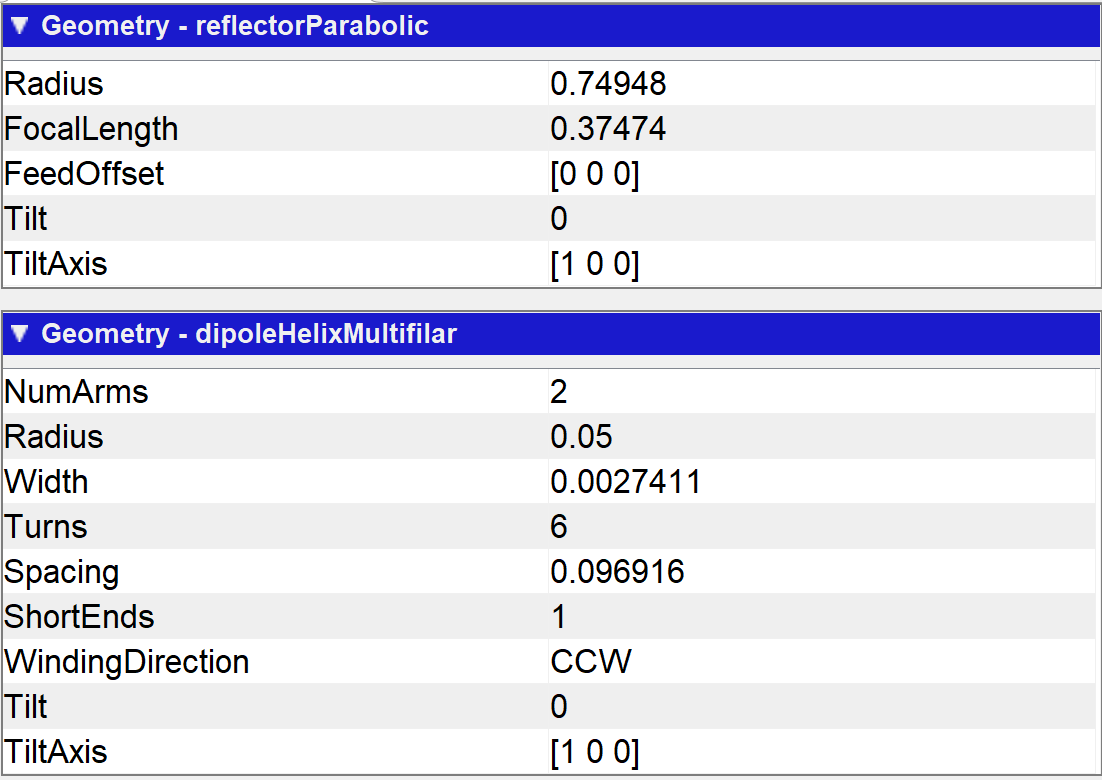 Geometry - reflectorParabolic
Radius 0.74948
FocalLength 0.37474
FeedOffset [0 0 0]
Tilt 0
TiltAxis [1 0 0]
Geometry - dipoleHelixMultifilar
NumArms 2
Radius 0.05
Width 0.0027411
Turns 6
Spacing 0.096916
ShortEnds 1
WindingDirection CCW
Tilt 0
TiltAxis [1 0 0]